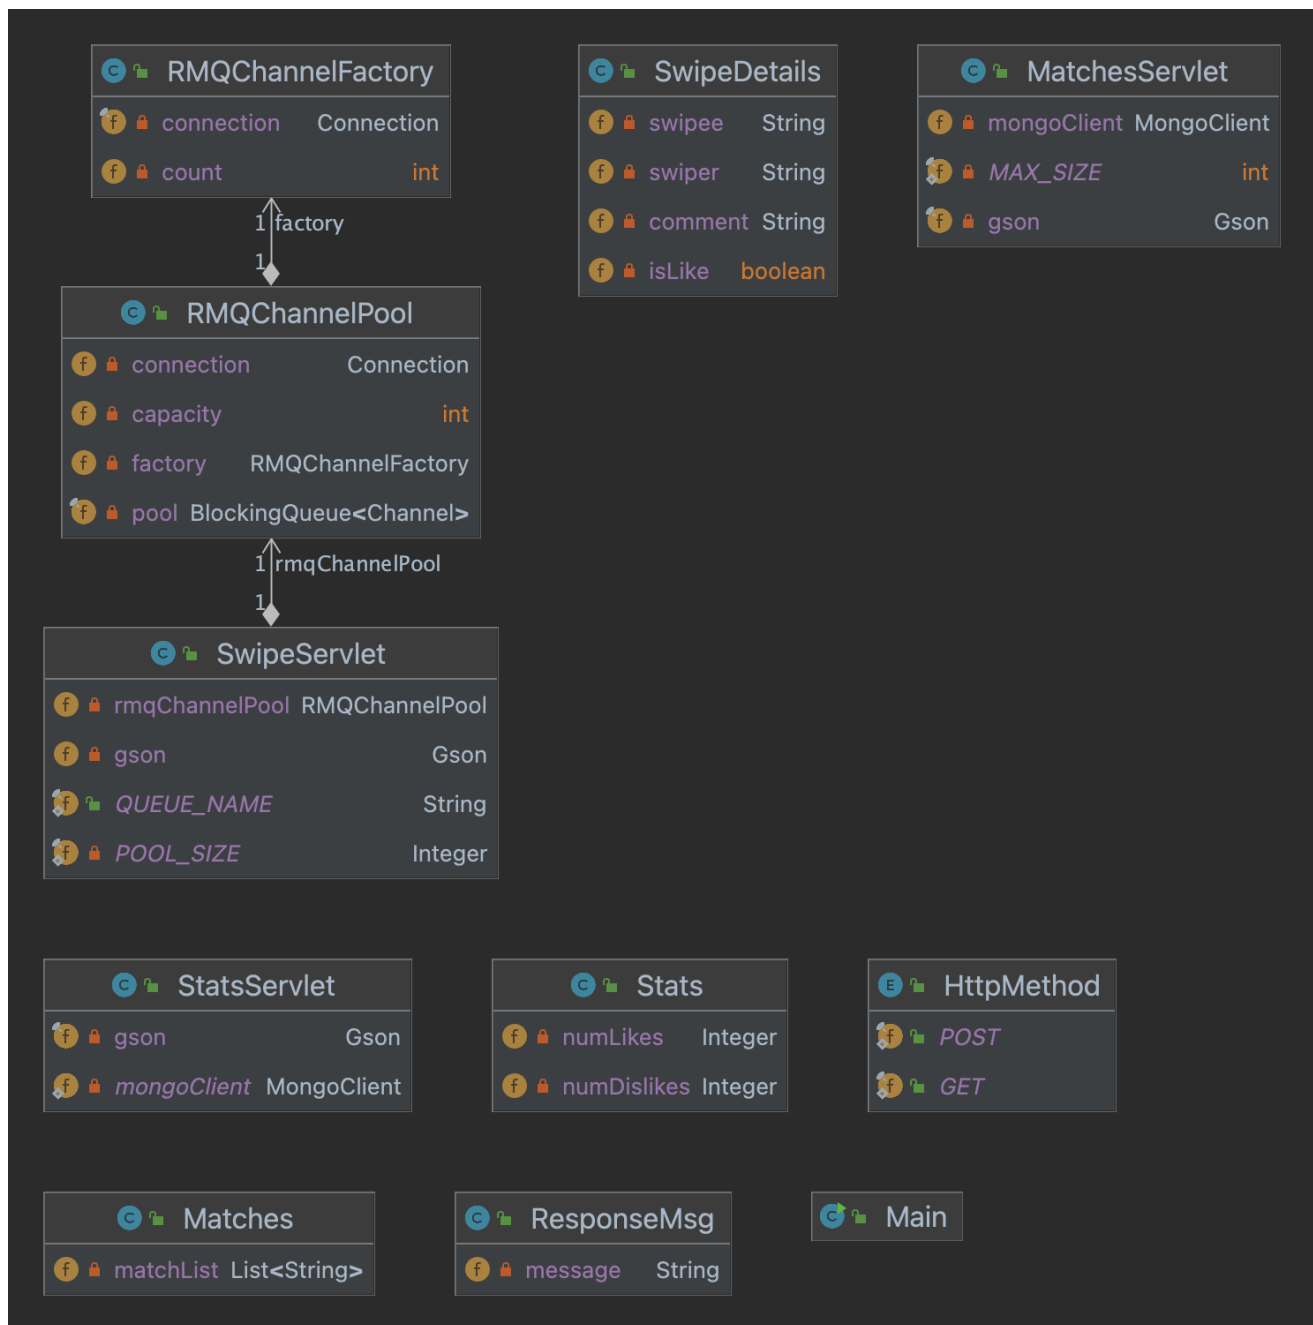 RMQChannelFactory
connection Connection
count int
1 factory
1
RMQChannelPool
connection Connection
capacity int
factory RMQChannelFactory
pool BlockingQueue<Channel>
1 rmqChannelPool
1
SwipeServlet
rmqChannelPool RMQChannelPool
gson Gson
QUEUE_NAME String
POOL_SIZE Integer
SwipeDetails
swipee String
swiper String
comment String
isLike boolean
MatchesServlet
mongoClient MongoClient
MAX_SIZE int
gson Gson
StatsServlet
gson Gson
mongoClient MongoClient
Stats
numLikes Integer
numDislikes Integer
HttpMethod
POST
GET
Matches
matchList List<String>
ResponseMsg
message String
Main